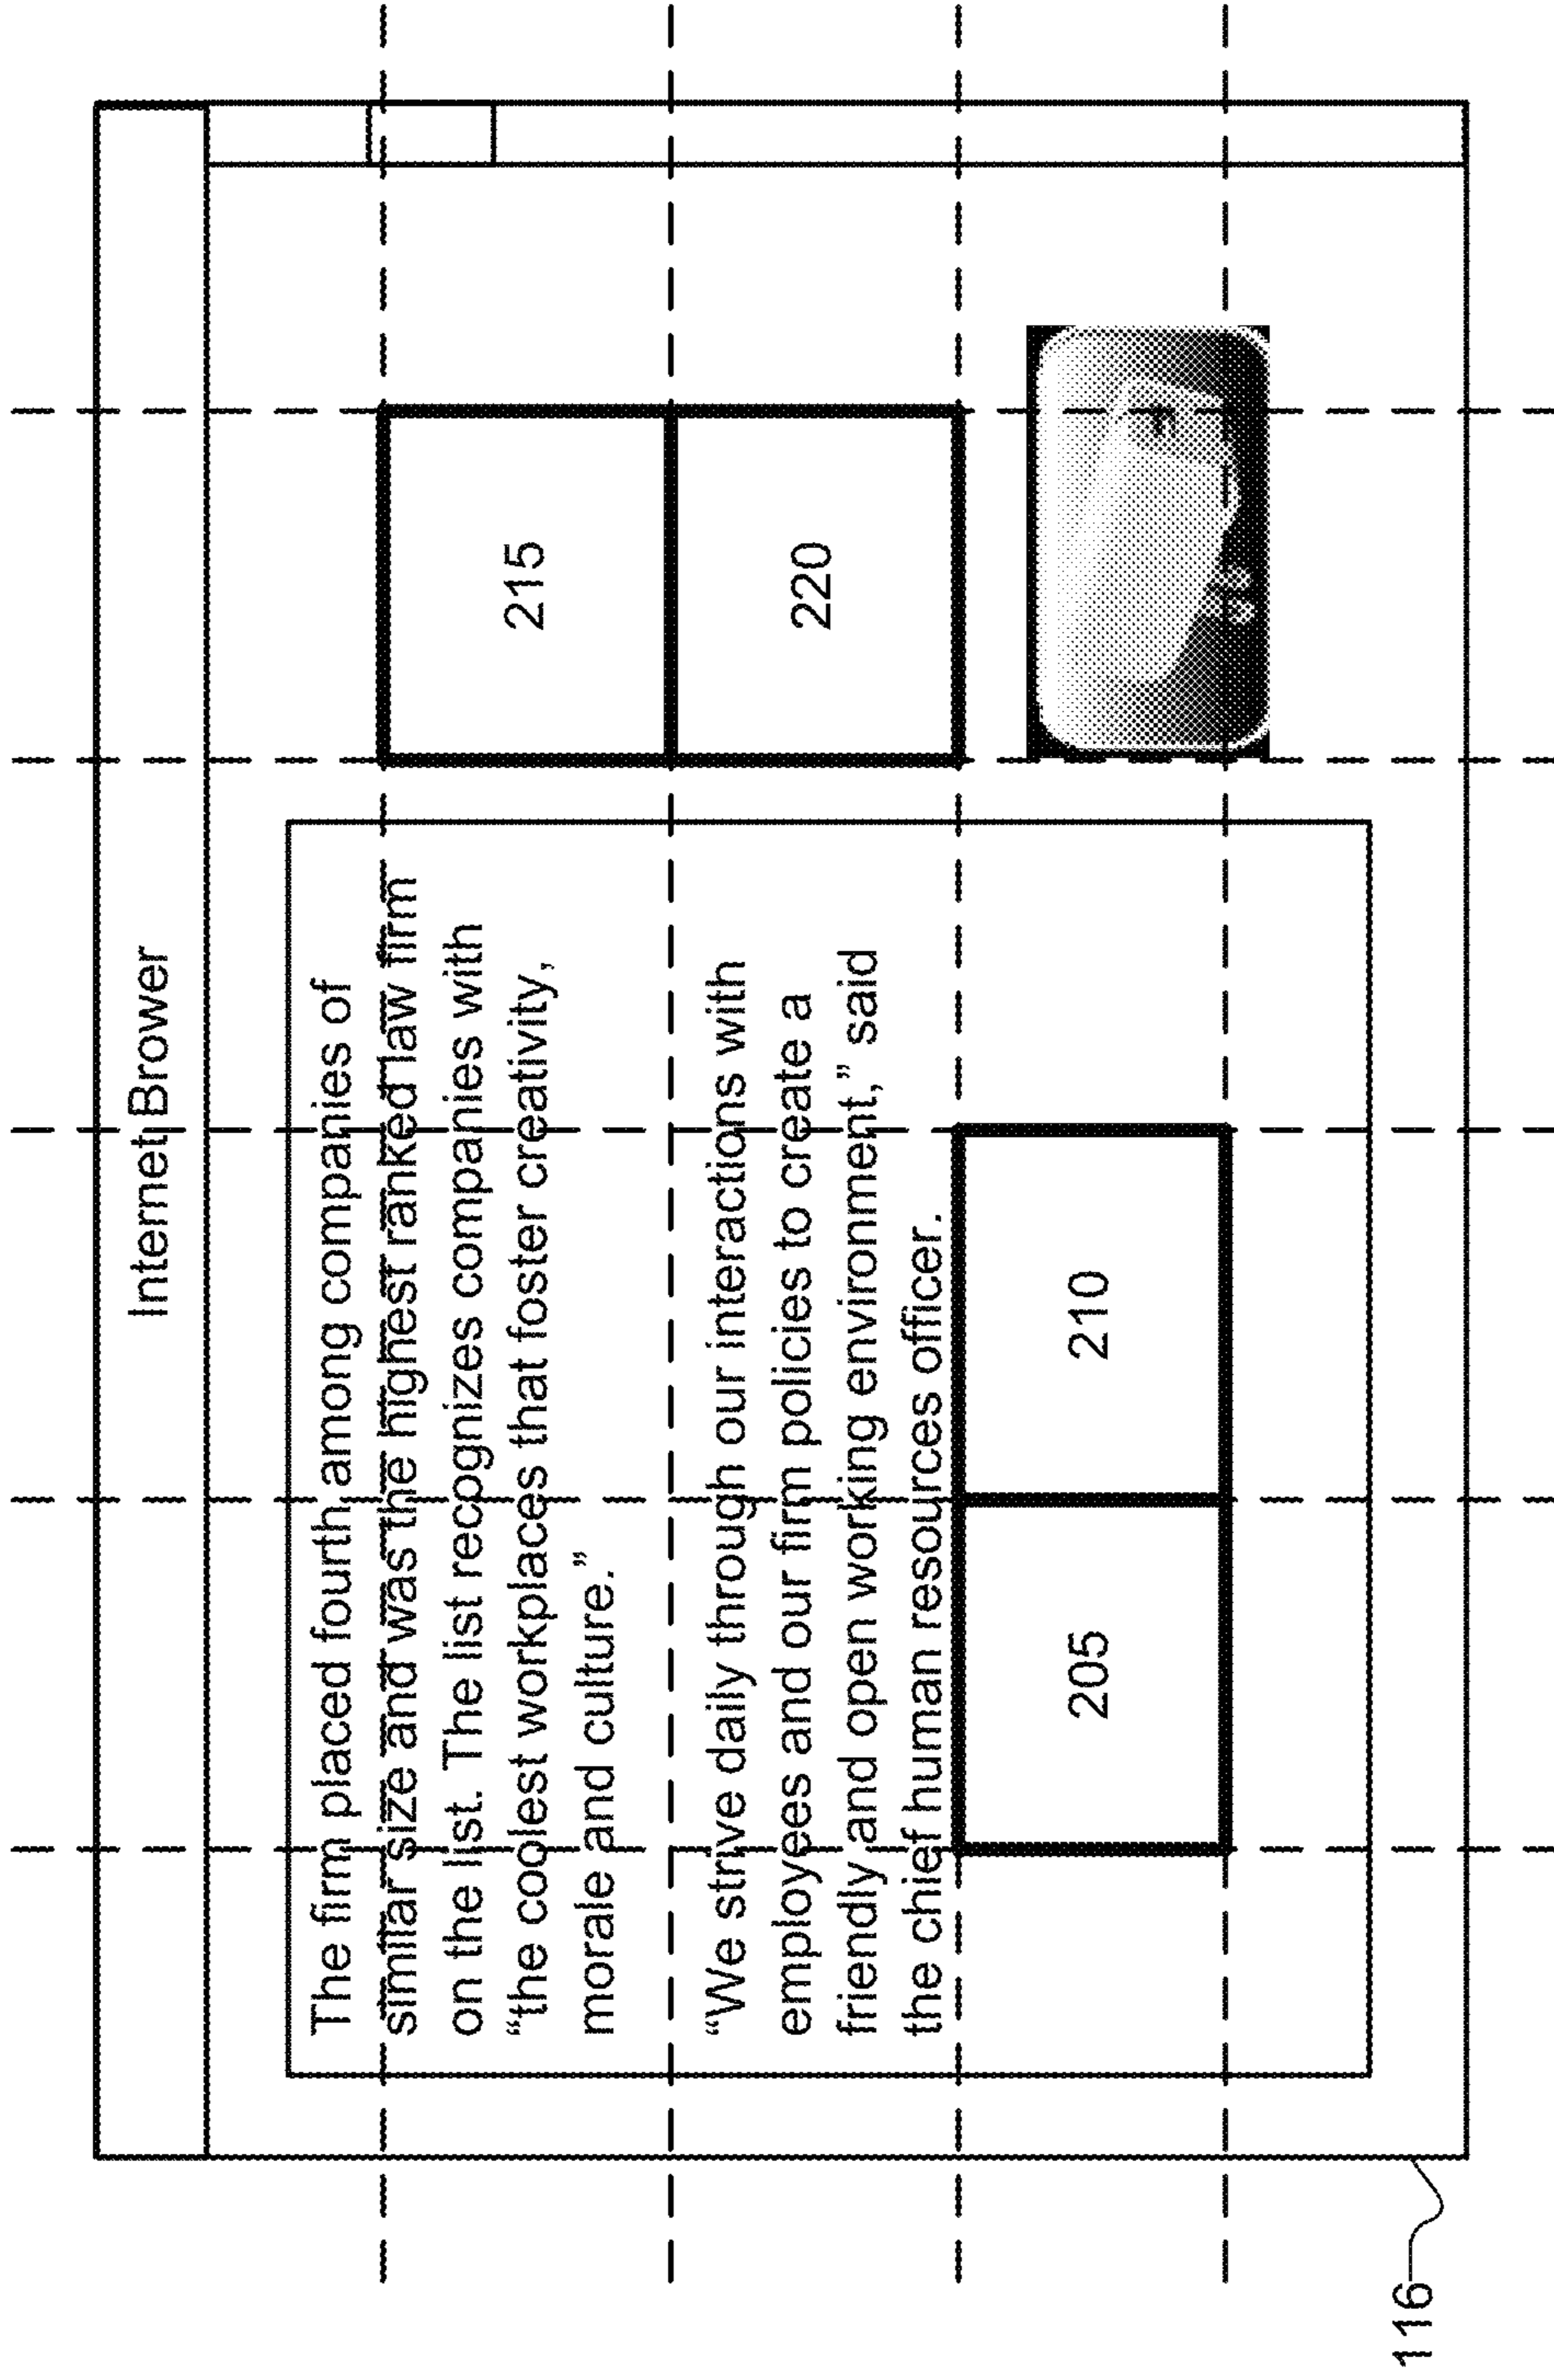 Internet Brower
The firm placed fourth among companies of
similar size and was the highest ranked law firm
on the list. The list recognizes companies with
“the coolest workplaces that foster creativity,
morale and culture.”
“We strive daily through our interactions with
employees and our firm policies to create a
friendly and open working environment,” said
the chief human resources officer.
215
220
205
210
116